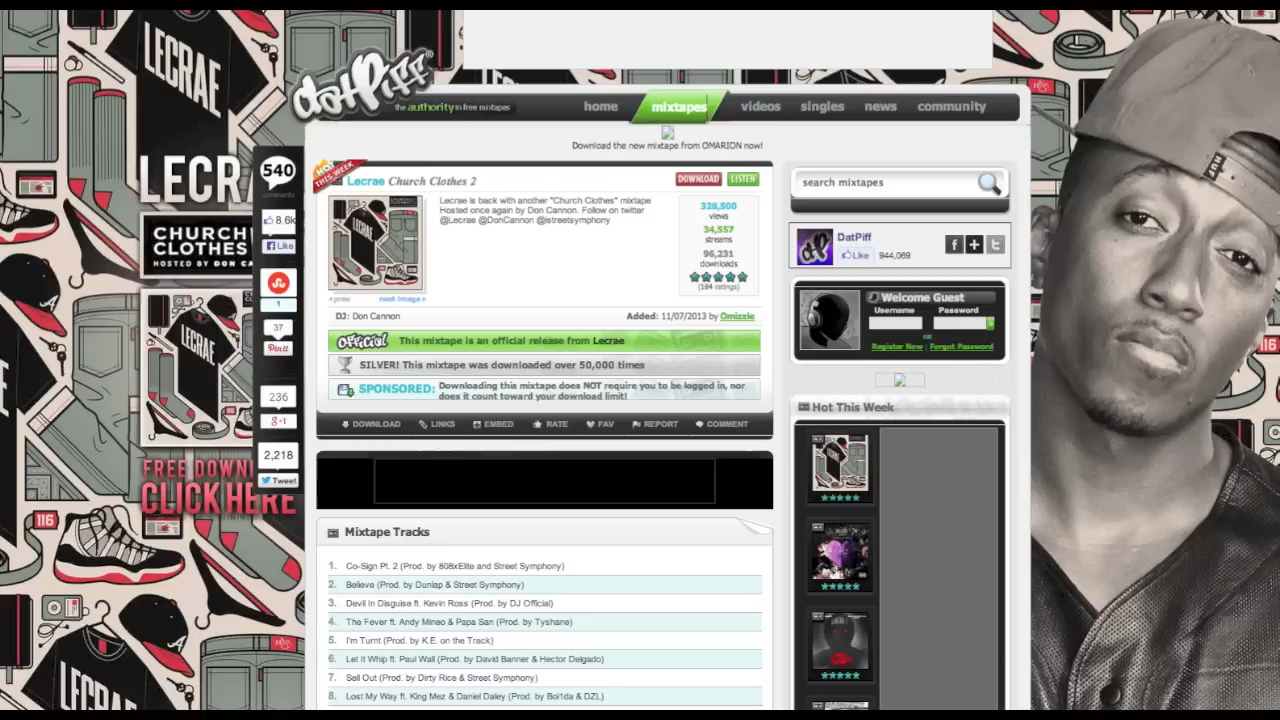 LECRAE
DatPiff
the authority in free mixtapes
home
mixtapes
videos
singles
news
community
Download the new mixtape from OMARION now!
HOT
THIS WEEK
Lecrae Church Clothes 2
DOWNLOAD
LISTEN
Lecrae is back with another "Church Clothes" mixtape
Hosted once again by Don Cannon. Follow on twitter
@Lecrae @DonCannon @istreetsymphony
328,500
views
34,557
streams
96,231
downloads
(184 ratings)
«prev
next image»
DJ: Don Cannon
Added: 11/07/2013 by Omizzle
Official!
This mixtape is an official release from Lecrae
SILVER! This mixtape was downloaded over 50,000 times
SPONSORED:
Downloading this mixtape does NOT require you to be logged in, nor
does it count toward your download limit!
DOWNLOAD
LINKS
EMBED
RATE
FAV
REPORT
COMMENT
Mixtape Tracks
1. Co-Sign Pt. 2 (Prod. by 808xElite and Street Symphony)
2. Believe (Prod. by Dunlap & Street Symphony)
3. Devil In Disguise ft. Kevin Ross (Prod. by DJ Official)
4. The Fever ft. Andy Mineo & Papa San (Prod. by Tyshane)
5. I'm Turnt (Prod. by K.E. on the Track)
6. Let It Whip ft. Paul Wall (Prod. by David Banner & Hector Delgado)
7. Sell Out (Prod. by Dirty Rice & Street Symphony)
8. Lost My Way ft. King Mez & Daniel Daley (Prod. by Boi1da & DZL)
search mixtapes
DatPiff
Like
944,069
Welcome Guest
Username
Password
OR
Register Now | Forgot Password
Hot This Week
540
comments
8.6k
Like
1
37
Pin it
236
+1
2,218
Tweet
LECRA
CHURCH
CLOTHES
HOSTED BY DON CA
LECRAE
FREE DOWN
CLICK HERE
116
LECRAE
HUF
116